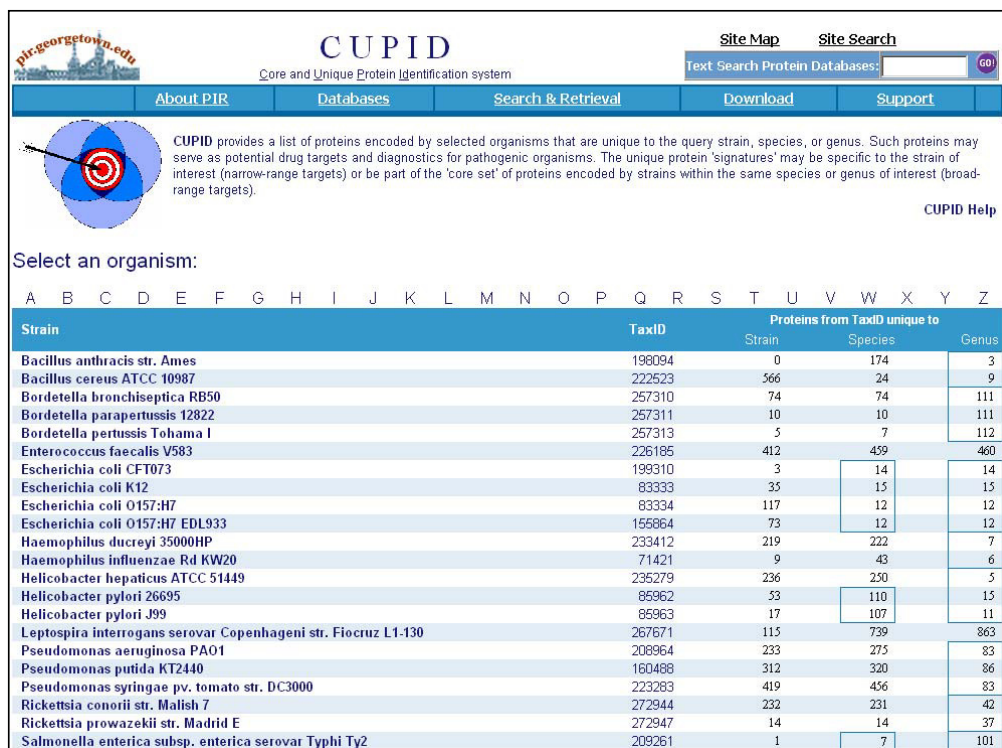 pir.georgetown.edu
CUPID
Core and Unique Protein Identification system
Site Map Site Search
Text Search Protein Databases: GO!
About PIR Databases Search & Retrieval Download Support
CUPID provides a list of proteins encoded by selected organisms that are unique to the query strain, species, or genus. Such proteins may
serve as potential drug targets and diagnostics for pathogenic organisms. The unique protein 'signatures' may be specific to the strain of
interest (narrow-range targets) or be part of the 'core set' of proteins encoded by strains within the same species or genus of interest (broad-
range targets).
CUPID Help
Select an organism:
A B C D E F G H I J K L M N O P Q R S T U V W X Y Z
Strain TaxID Proteins from TaxID unique to
Strain Species Genus
Bacillus anthracis str. Ames 198094 0 174 3
Bacillus cereus ATCC 10987 222523 566 24 9
Bordetella bronchiseptica RB50 257310 74 74 111
Bordetella parapertussis 12822 257311 10 10 111
Bordetella pertussis Tohama I 257313 5 7 112
Enterococcus faecalis V583 226185 412 459 460
Escherichia coli CFT073 199310 3 14 14
Escherichia coli K12 83333 35 15 15
Escherichia coli O157:H7 83334 117 12 12
Escherichia coli O157:H7 EDL933 155864 73 12 12
Haemophilus ducreyi 35000HP 233412 219 222 7
Haemophilus influenzae Rd KW20 71421 9 43 6
Helicobacter hepaticus ATCC 51449 235279 236 250 5
Helicobacter pylori 26695 85962 53 110 15
Helicobacter pylori J99 85963 17 107 11
Leptospira interrogans serovar Copenhageni str. Fiocruz L1-130 267671 115 739 863
Pseudomonas aeruginosa PAO1 208964 233 275 83
Pseudomonas putida KT2440 160488 312 320 86
Pseudomonas syringae pv. tomato str. DC3000 223283 419 456 83
Rickettsia conorii str. Malish 7 272944 232 231 42
Rickettsia prowazekii str. Madrid E 272947 14 14 37
Salmonella enterica subsp. enterica serovar Typhi Ty2 209261 1 7 101